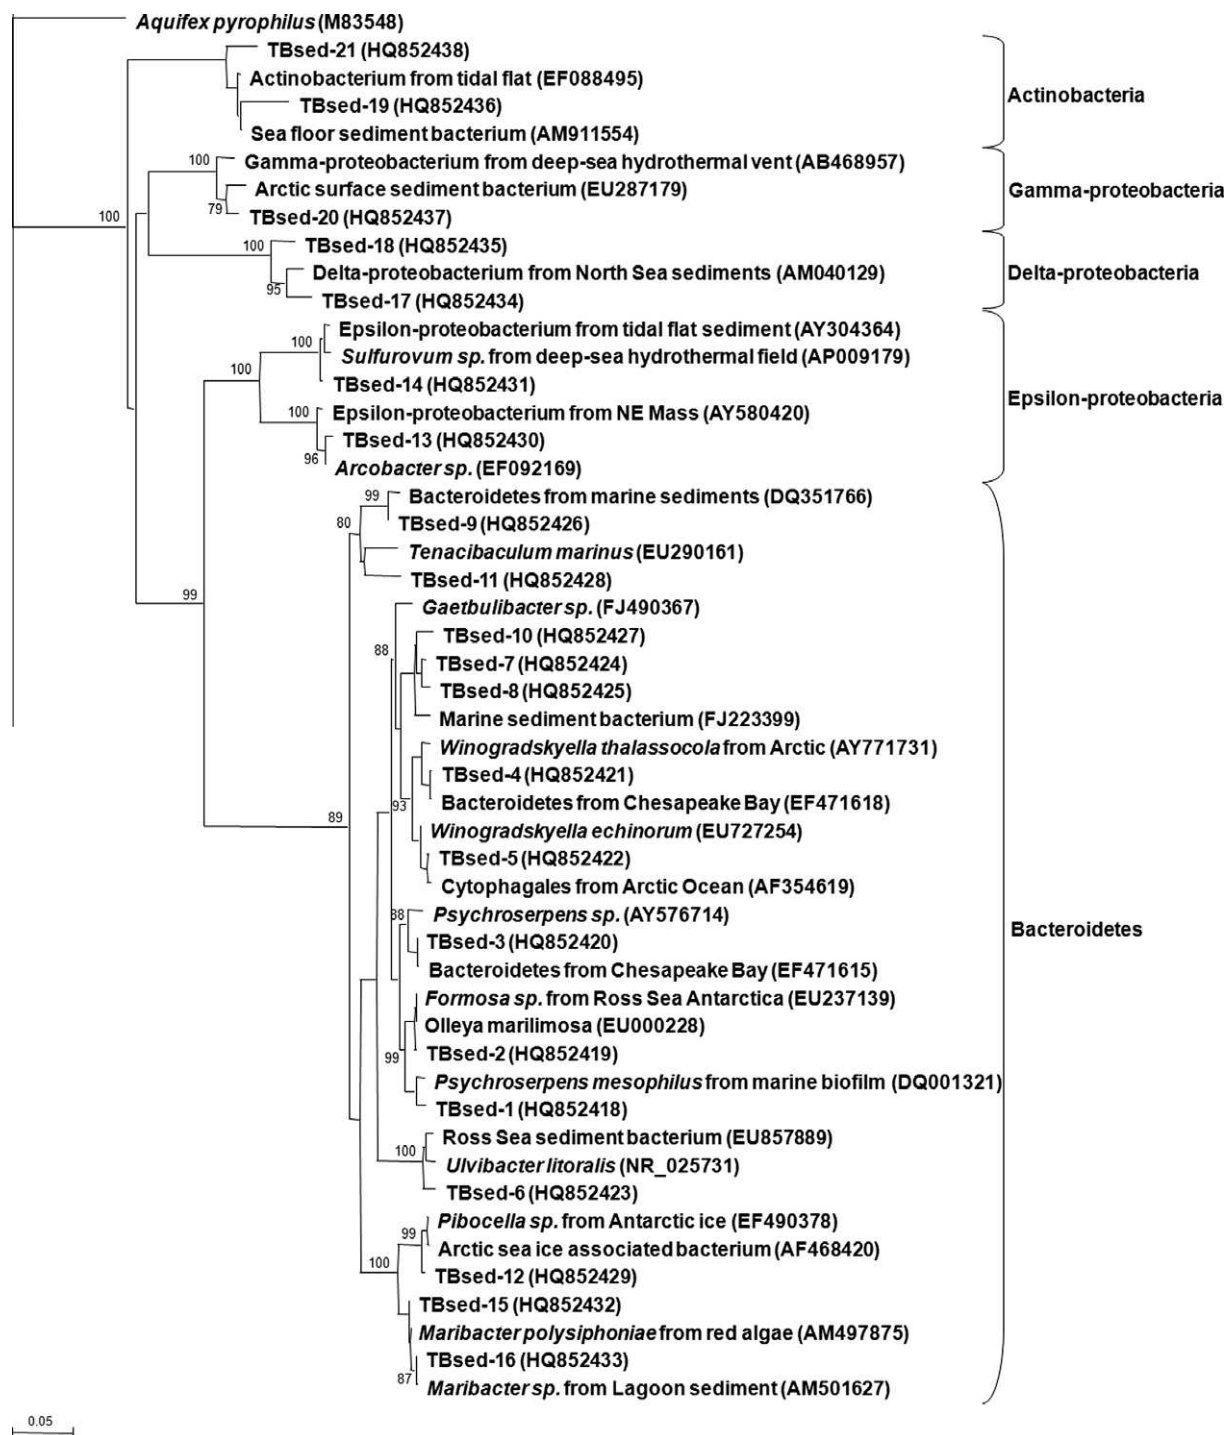 Aquifex pyrophilus (M83548)
TBsed-21 (HQ852438)
Actinobacterium from tidal flat (EF088495)
TBsed-19 (HQ852436)
Sea floor sediment bacterium (AM911554)
Actinobacteria
100
Gamma-proteobacterium from deep-sea hydrothermal vent (AB468957)
Arctic surface sediment bacterium (EU287179)
79
TBsed-20 (HQ852437)
Gamma-proteobacteria
100
100
TBsed-18 (HQ852435)
Delta-proteobacterium from North Sea sediments (AM040129)
95
TBsed-17 (HQ852434)
Delta-proteobacteria
Epsilon-proteobacterium from tidal flat sediment (AY304364)
100
Sulfurovum sp. from deep-sea hydrothermal field (AP009179)
100
TBsed-14 (HQ852431)
100
Epsilon-proteobacterium from NE Mass (AY580420)
TBsed-13 (HQ852430)
96
Arcobacter sp. (EF092169)
Epsilon-proteobacteria
99
Bacteroidetes from marine sediments (DQ351766)
80
TBsed-9 (HQ852426)
Tenacibaculum marinus (EU290161)
TBsed-11 (HQ852428)
99
Gaetbulibacter sp. (FJ490367)
TBsed-10 (HQ852427)
88
TBsed-7 (HQ852424)
TBsed-8 (HQ852425)
Marine sediment bacterium (FJ223399)
Winogradskyella thalassocola from Arctic (AY771731)
TBsed-4 (HQ852421)
93
Bacteroidetes from Chesapeake Bay (EF471618)
89
Winogradskyella echinorum (EU727254)
TBsed-5 (HQ852422)
Cytophagales from Arctic Ocean (AF354619)
88
Psychroserpens sp. (AY576714)
TBsed-3 (HQ852420)
Bacteroidetes from Chesapeake Bay (EF471615)
Bacteroidetes
Formosa sp. from Ross Sea Antarctica (EU237139)
Olleya marilimosa (EU000228)
99
TBsed-2 (HQ852419)
Psychroserpens mesophilus from marine biofilm (DQ001321)
TBsed-1 (HQ852418)
Ross Sea sediment bacterium (EU857889)
100
Ulvibacter litoralis (NR_025731)
TBsed-6 (HQ852423)
Pibocella sp. from Antarctic ice (EF490378)
99
Arctic sea ice associated bacterium (AF468420)
100
TBsed-12 (HQ852429)
TBsed-15 (HQ852432)
Maribacter polysiphoniae from red algae (AM497875)
TBsed-16 (HQ852433)
87
Maribacter sp. from Lagoon sediment (AM501627)
0.05